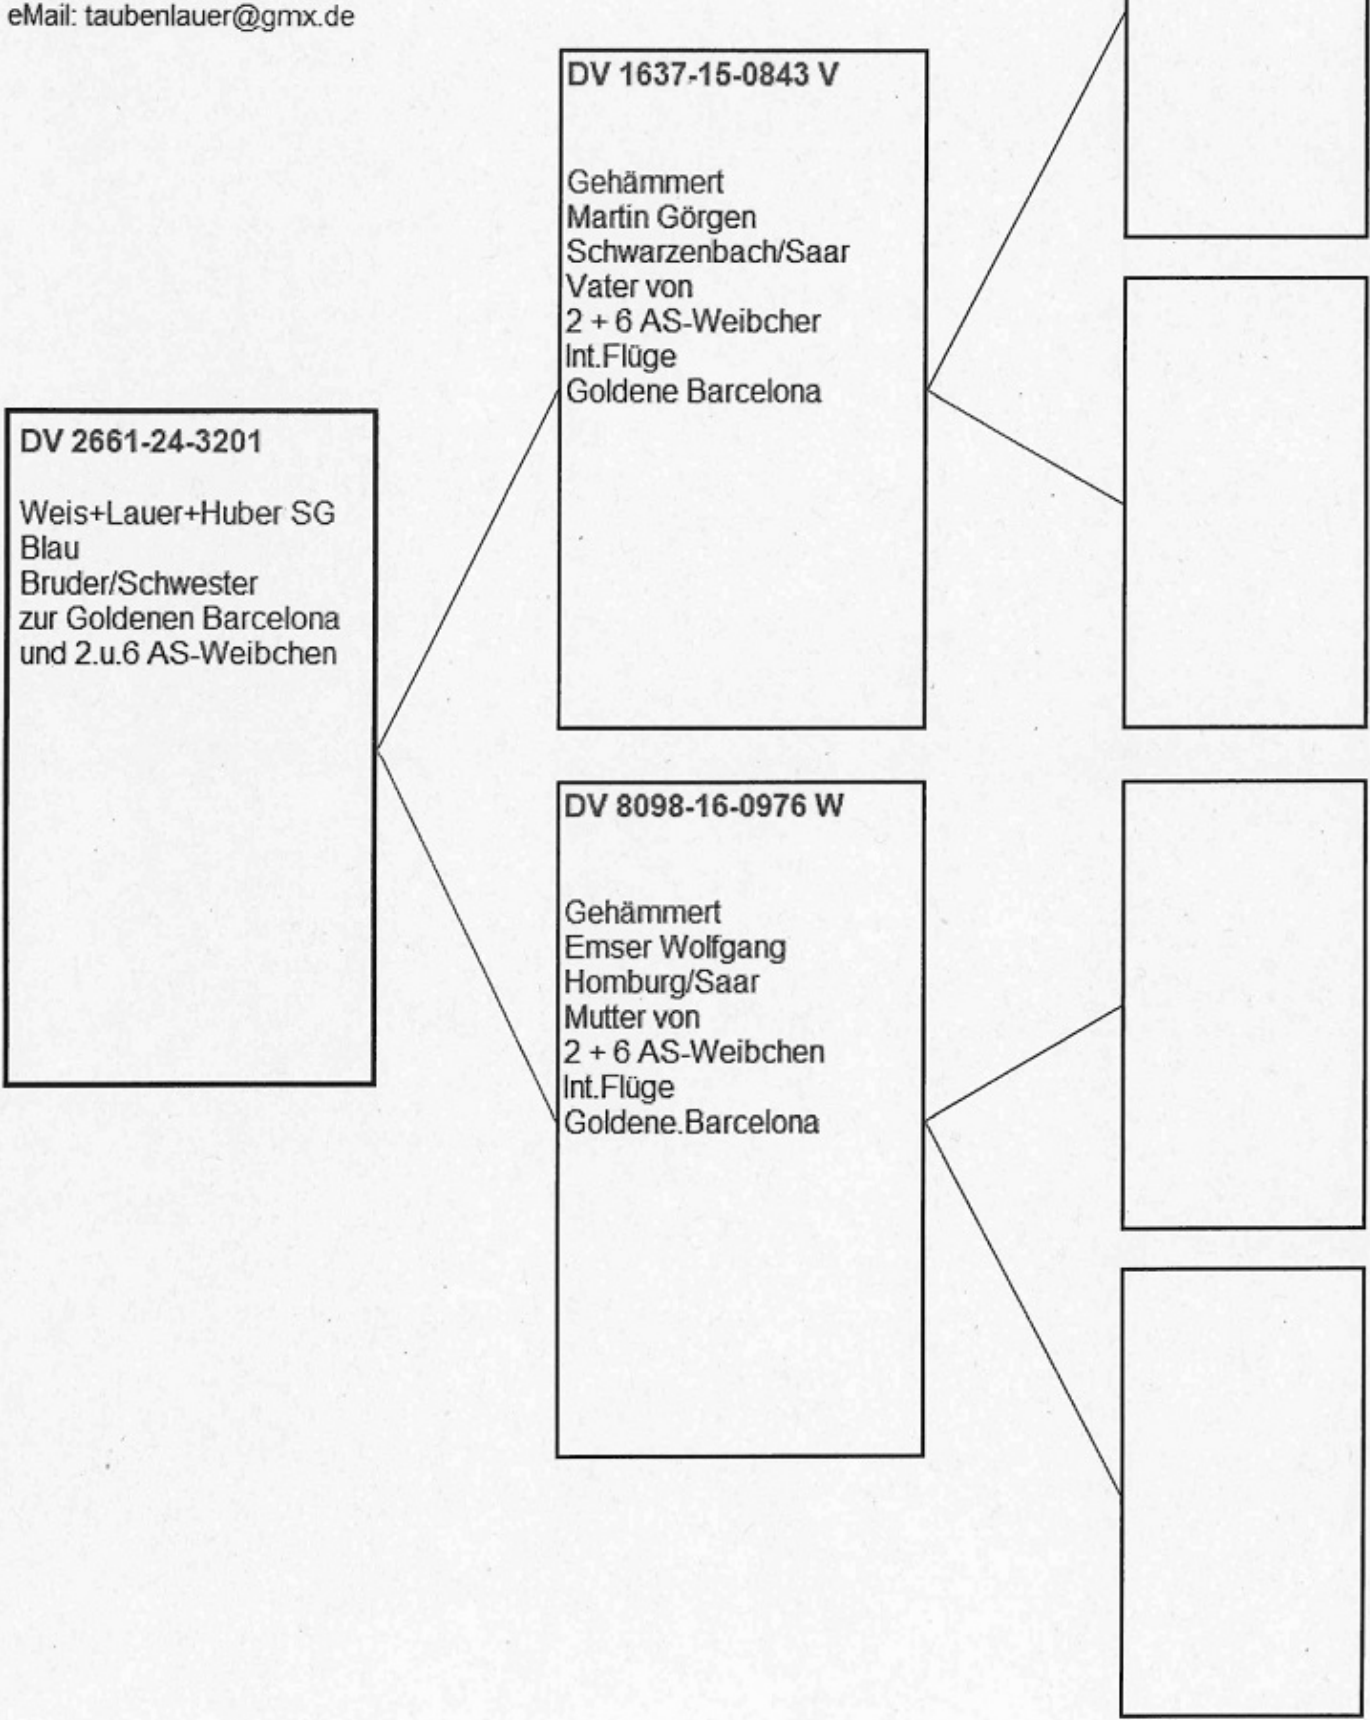 eMail: taubenlauer@gmx.de
DV 1637-15-0843 V
Gehämmert
Martin Görgen
Schwarzenbach/Saar
Vater von
2 + 6 AS-Weibcher
Int.Flüge
Goldene Barcelona
DV 2661-24-3201
Weis+Lauer+Huber SG
Blau
Bruder/Schwester
zur Goldenen Barcelona
und 2.u.6 AS-Weibchen
DV 8098-16-0976 W
Gehämmert
Emser Wolfgang
Homburg/Saar
Mutter von
2 + 6 AS-Weibchen
Int.Flüge
Goldene.Barcelona